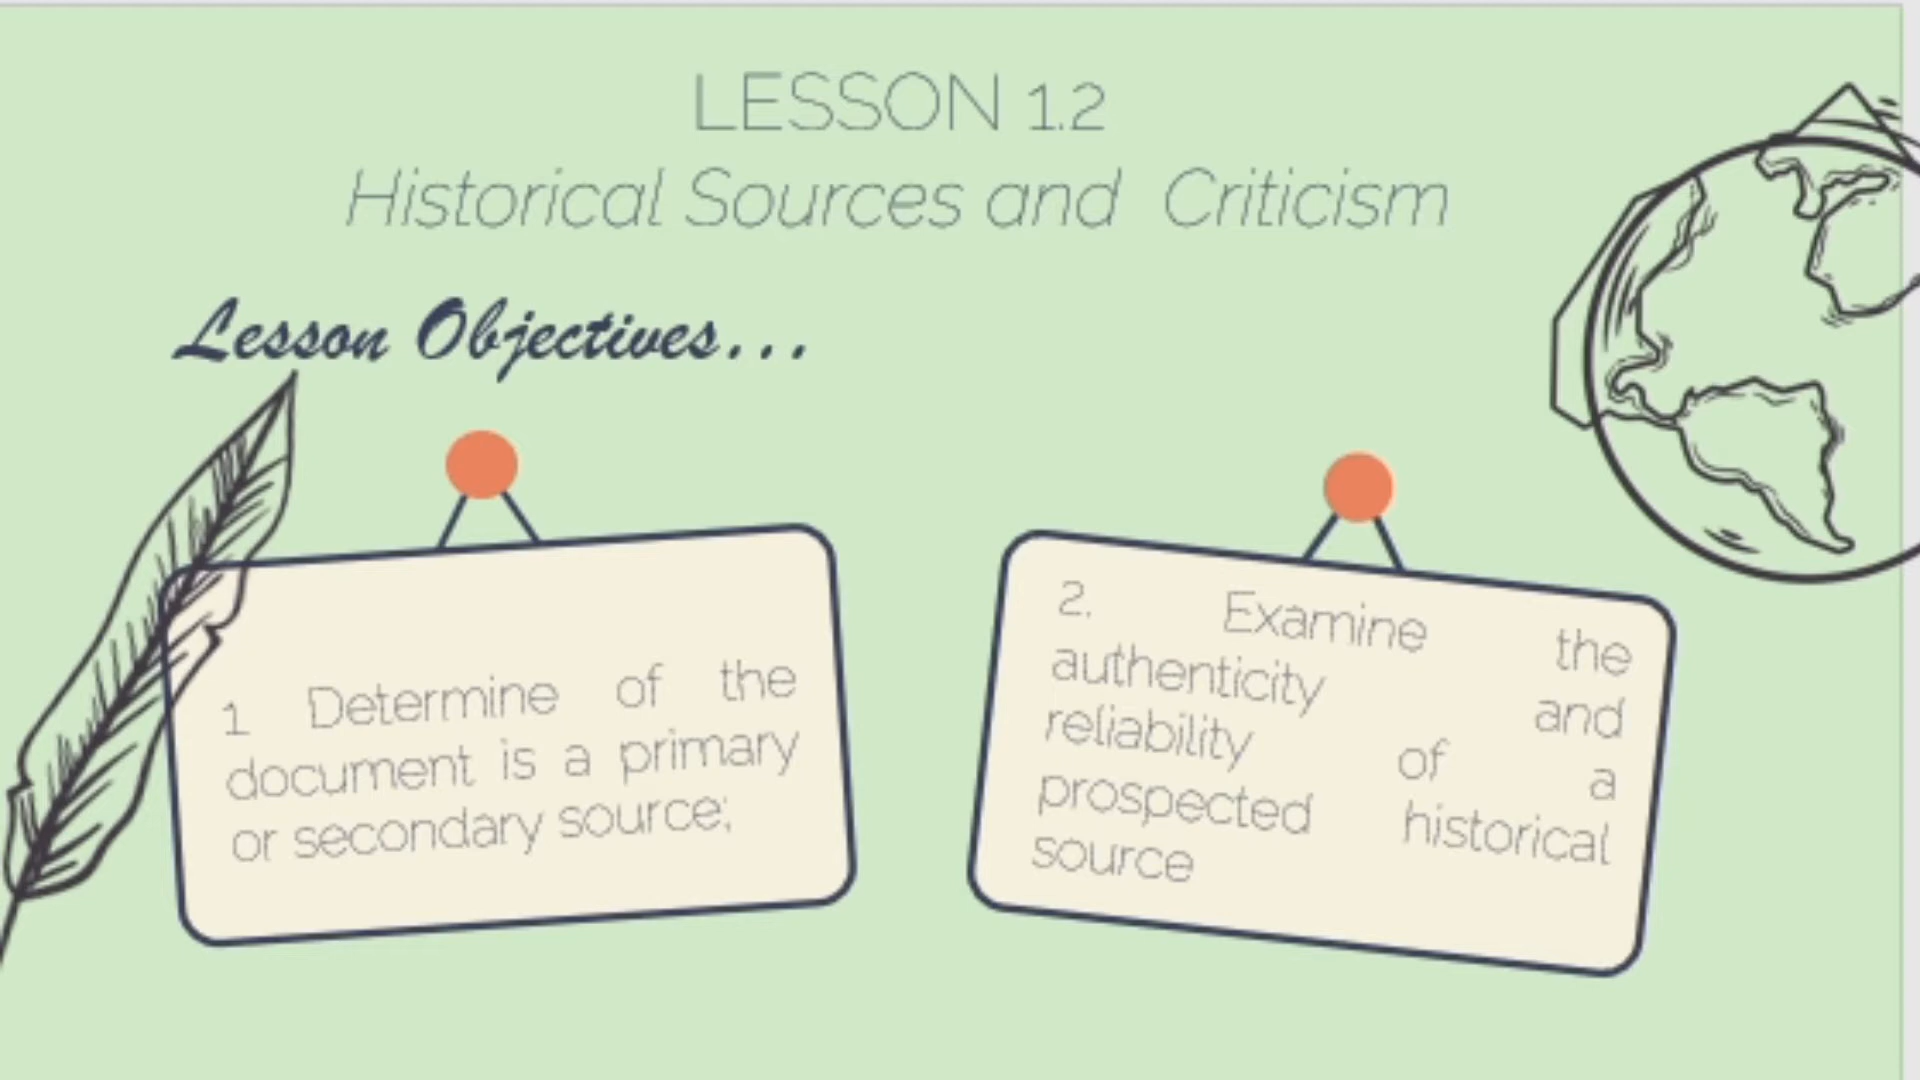 LESSON 1.2
Historical Sources and Criticism
Lesson Objectives...
1 Determine of the
document is a primary
or secondary source;
2. Examine the
authenticity and
reliability of a
prospected historical
source